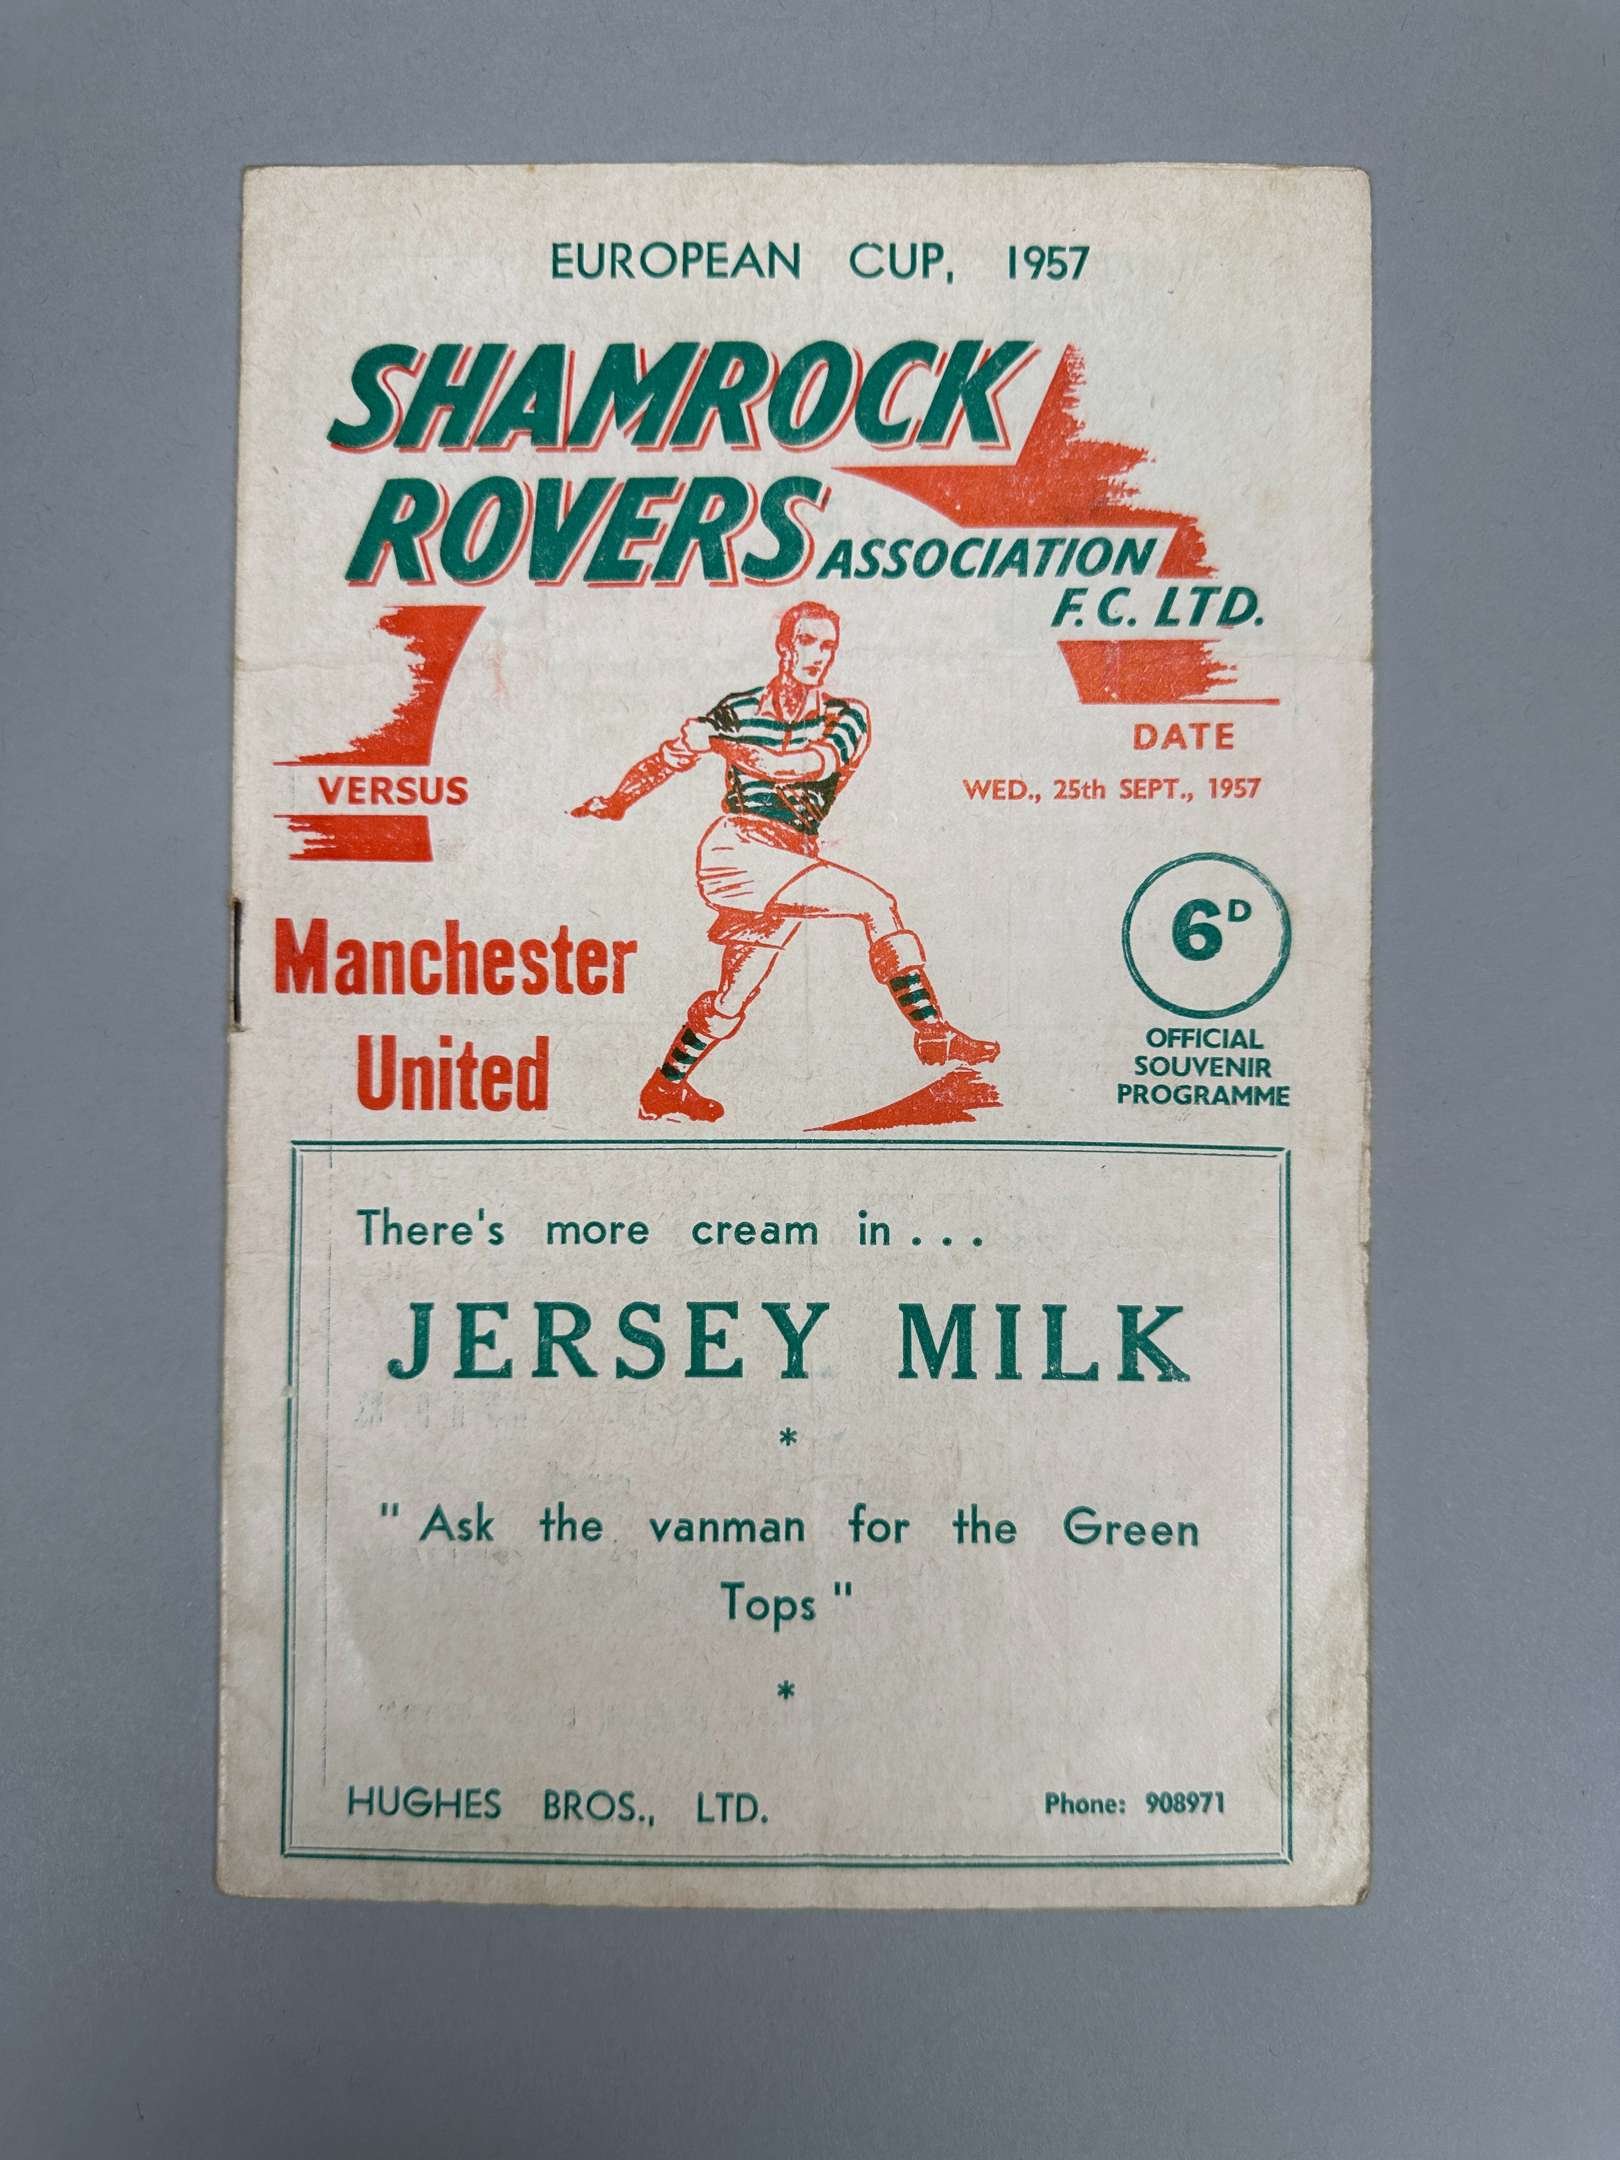 EUROPEAN CUP, 1957
SHAMROCK
ROVERS ASSOCIATION
F.C. LTD.
VERSUS
DATE
WED., 25th SEPT., 1957
Manchester
United
6D
OFFICIAL
SOUVENIR
PROGRAMME
There's more cream in . . .
JERSEY MILK
*
" Ask the vanman for the Green
Tops "
*
HUGHES BROS., LTD.
Phone: 908971